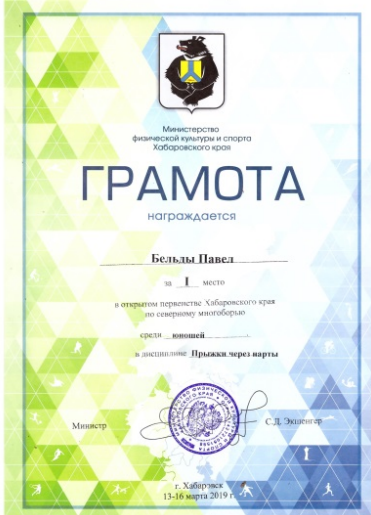 Министерство
физической культуры и спорта
Хабаровского края
ГРАМОТА
награждается
Бельды Павел
за I место
в открытом первенстве Хабаровского края
по северному многоборью
среди юношей
в дисциплине Прыжки через нарты
Министр С.Д. Экшенгер
г. Хабаровск
13-16 марта 2019 г.